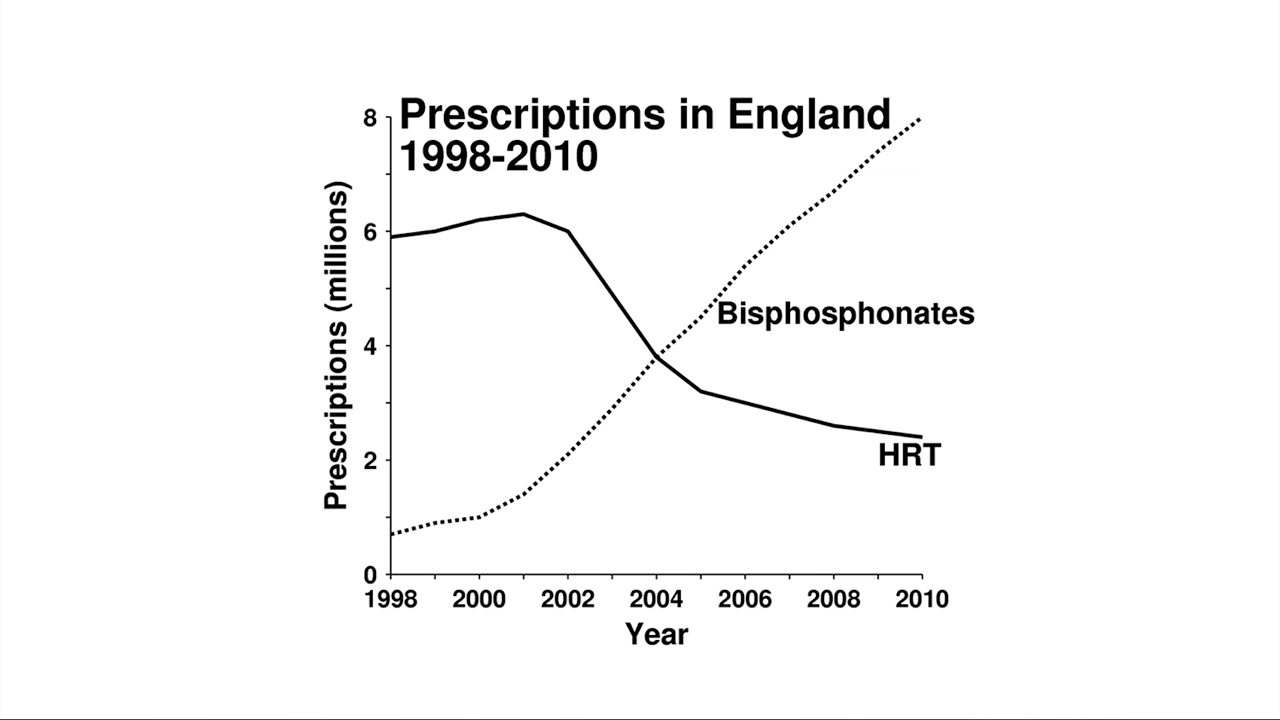 Prescriptions in England
1998-2010
Prescriptions (millions)
8
6
4
2
0
Bisphosphonates
HRT
1998 2000 2002 2004 2006 2008 2010
Year